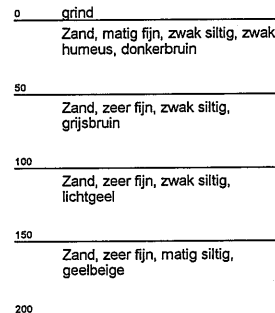 0 grind
Zand, matig fijn, zwak siltig, zwak
humeus, donkerbruin
50
Zand, zeer fijn, zwak siltig,
grijsbruin
100
Zand, zeer fijn, zwak siltig,
lichtgeel
150
Zand, zeer fijn, matig siltig,
geelbeige
200